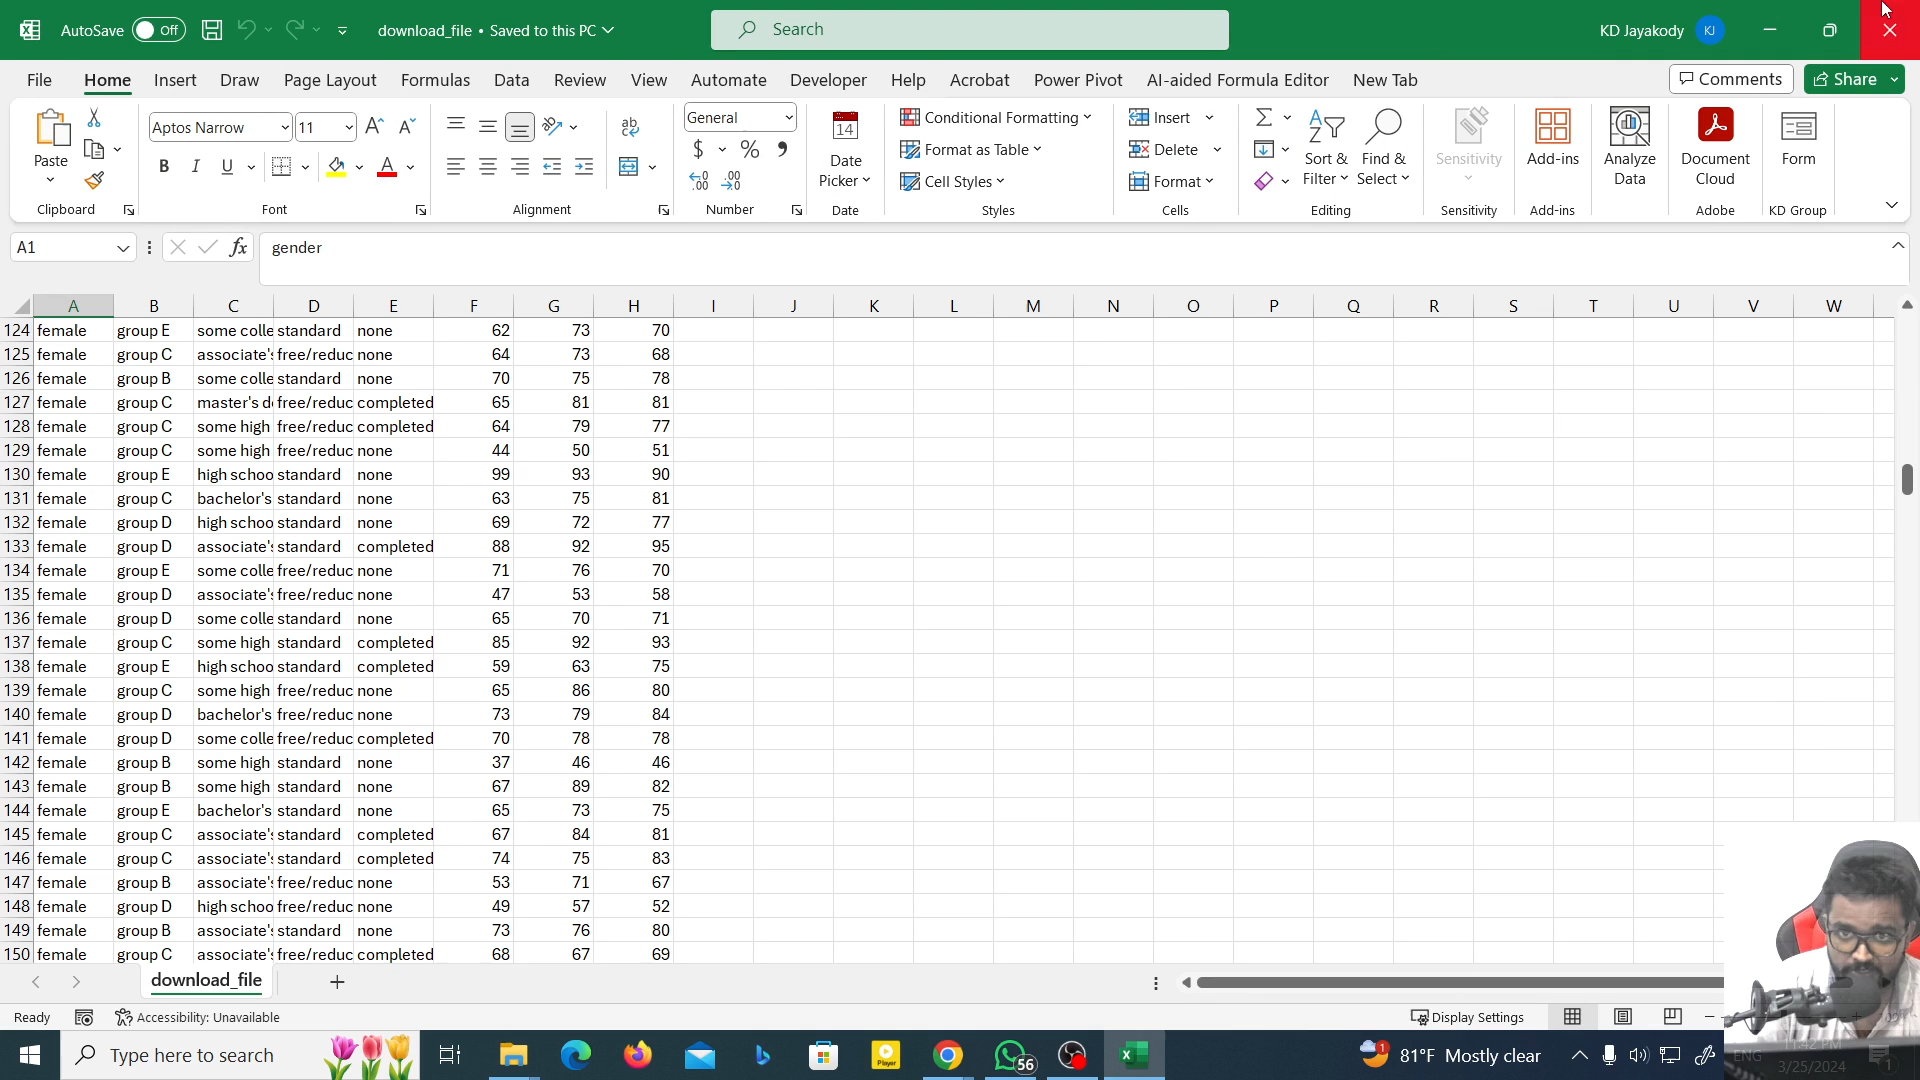 AutoSave Off download_file • Saved to this PC Search KD Jayakody KJ
File Home Insert Draw Page Layout Formulas Data Review View Automate Developer Help Acrobat Power Pivot AI-aided Formula Editor New Tab Comments Share
Paste Aptos Narrow 11 B I U General $ % 14 Date Picker Conditional Formatting Format as Table Cell Styles Insert Delete Format Sort & Filter Find & Select Sensitivity Add-ins Analyze Data Document Cloud Form
Clipboard Font Alignment Number Date Styles Cells Editing Sensitivity Add-ins Adobe KD Group
A1 fx gender
A B C D E F G H I J K L M N O P Q R S T U V W
124 female group E some colle standard none 62 73 70
125 female group C associate's free/reduc none 64 73 68
126 female group B some colle standard none 70 75 78
127 female group C master's d free/reduc completed 65 81 81
128 female group C some high free/reduc completed 64 79 77
129 female group C some high free/reduc none 44 50 51
130 female group E high schoo standard none 99 93 90
131 female group C bachelor's standard none 63 75 81
132 female group D high schoo standard none 69 72 77
133 female group D associate's standard completed 88 92 95
134 female group E some colle free/reduc none 71 76 70
135 female group D associate's free/reduc none 47 53 58
136 female group D some colle standard none 65 70 71
137 female group C some high standard completed 85 92 93
138 female group E high schoo standard completed 59 63 75
139 female group C some high free/reduc none 65 86 80
140 female group D bachelor's free/reduc none 73 79 84
141 female group D some colle free/reduc completed 70 78 78
142 female group B some high standard none 37 46 46
143 female group B some high standard none 67 89 82
144 female group E bachelor's standard none 65 73 75
145 female group C associate's standard completed 67 84 81
146 female group C associate's standard completed 74 75 83
147 female group B associate's free/reduc none 53 71 67
148 female group D high schoo free/reduc none 49 57 52
149 female group B associate's standard none 73 76 80
150 female group C associate's free/reduc completed 68 67 69
download_file
Ready Accessibility: Unavailable Display Settings
Type here to search 56 1 81°F Mostly clear ENG 11:42 PM
3/25/2024